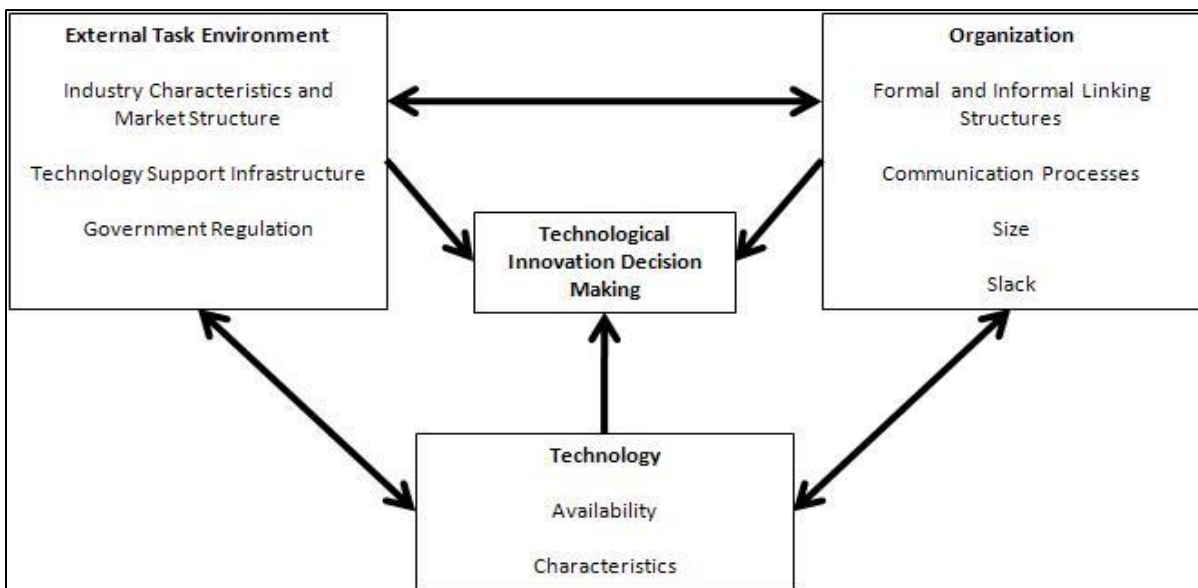 External Task Environment
Industry Characteristics and
Market Structure
Technology Support Infrastructure
Government Regulation
Organization
Formal and Informal Linking
Structures
Communication Processes
Size
Slack
Technological
Innovation Decision
Making
Technology
Availability
Characteristics